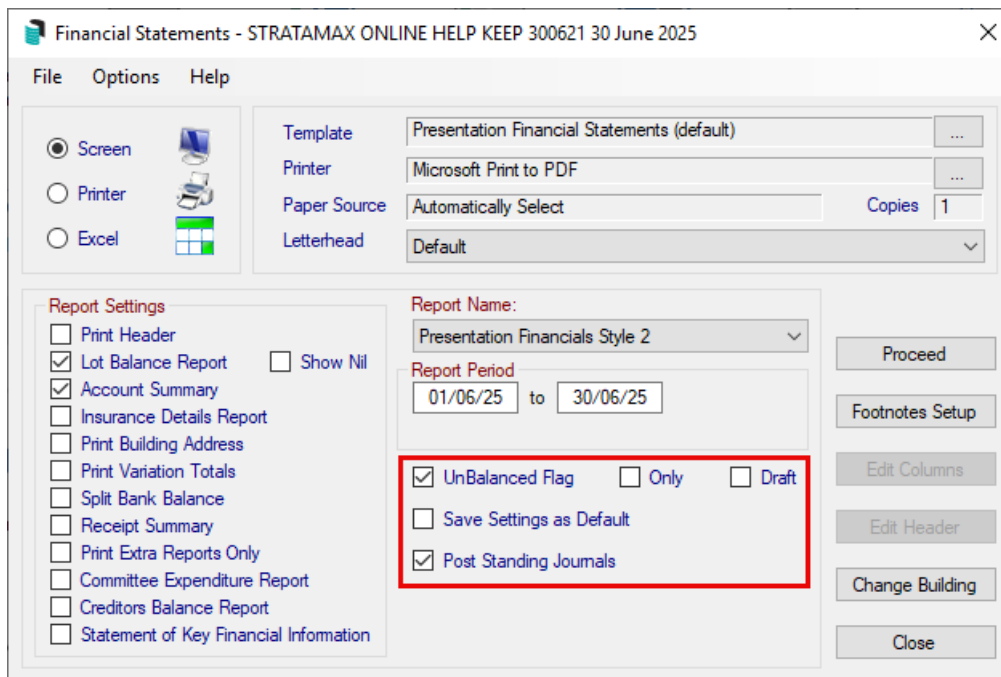 Financial Statements - STRATAMAX ONLINE HELP KEEP 300621 30 June 2025
File Options Help
Screen
Printer
Excel
Template Presentation Financial Statements (default) ...
Printer Microsoft Print to PDF ...
Paper Source Automatically Select Copies 1
Letterhead Default
Report Settings
Print Header
Lot Balance Report Show Nil
Account Summary
Insurance Details Report
Print Building Address
Print Variation Totals
Split Bank Balance
Receipt Summary
Print Extra Reports Only
Committee Expenditure Report
Creditors Balance Report
Statement of Key Financial Information
Report Name:
Presentation Financials Style 2
Report Period
01/06/25 to 30/06/25
UnBalanced Flag Only Draft
Save Settings as Default
Post Standing Journals
Proceed
Footnotes Setup
Edit Columns
Edit Header
Change Building
Close